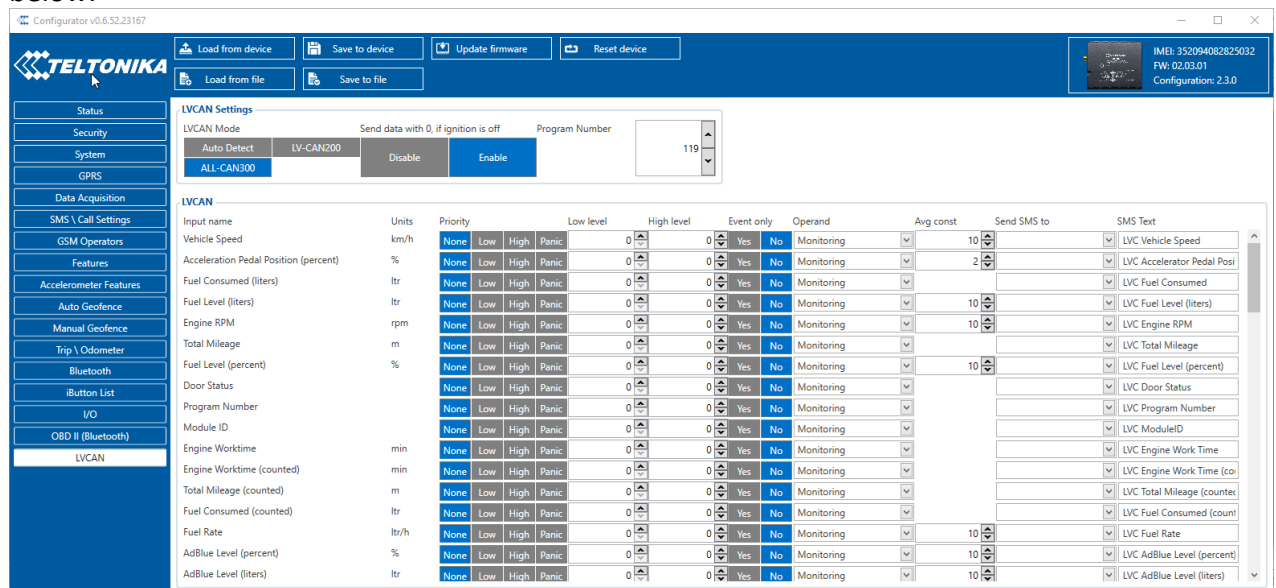 Configurator v0.6.52.23167
TELTONIKA
Load from device Save to device Update firmware Reset device
Load from file Save to file
IMEI: 352094082825032
FW: 02.03.01
Configuration: 2.3.0
Status
Security
System
GPRS
Data Acquisition
SMS \ Call Settings
GSM Operators
Features
Accelerometer Features
Auto Geofence
Manual Geofence
Trip \ Odometer
Bluetooth
iButton List
I/O
OBD II (Bluetooth)
LVCAN
LVCAN Settings
LVCAN Mode Send data with 0, if ignition is off Program Number
Auto Detect LV-CAN200 Disable Enable 119
ALL-CAN300
LVCAN
Input name Units Priority Low level High level Event only Operand Avg const Send SMS to SMS Text
Vehicle Speed km/h None Low High Panic 0 0 Yes No Monitoring 10 LVC Vehicle Speed
Acceleration Pedal Position (percent) % None Low High Panic 0 0 Yes No Monitoring 2 LVC Accelerator Pedal Posi
Fuel Consumed (liters) ltr None Low High Panic 0 0 Yes No Monitoring LVC Fuel Consumed
Fuel Level (liters) ltr None Low High Panic 0 0 Yes No Monitoring 10 LVC Fuel Level (liters)
Engine RPM rpm None Low High Panic 0 0 Yes No Monitoring 10 LVC Engine RPM
Total Mileage m None Low High Panic 0 0 Yes No Monitoring LVC Total Mileage
Fuel Level (percent) % None Low High Panic 0 0 Yes No Monitoring 10 LVC Fuel Level (percent)
Door Status None Low High Panic 0 0 Yes No Monitoring LVC Door Status
Program Number None Low High Panic 0 0 Yes No Monitoring LVC Program Number
Module ID None Low High Panic 0 0 Yes No Monitoring LVC ModuleID
Engine Worktime min None Low High Panic 0 0 Yes No Monitoring LVC Engine Work Time
Engine Worktime (counted) min None Low High Panic 0 0 Yes No Monitoring LVC Engine Work Time (cou
Total Mileage (counted) m None Low High Panic 0 0 Yes No Monitoring LVC Total Mileage (counted
Fuel Consumed (counted) ltr None Low High Panic 0 0 Yes No Monitoring LVC Fuel Consumed (count
Fuel Rate ltr/h None Low High Panic 0 0 Yes No Monitoring 10 LVC Fuel Rate
AdBlue Level (percent) % None Low High Panic 0 0 Yes No Monitoring 10 LVC AdBlue Level (percent)
AdBlue Level (liters) ltr None Low High Panic 0 0 Yes No Monitoring 10 LVC AdBlue Level (liters)